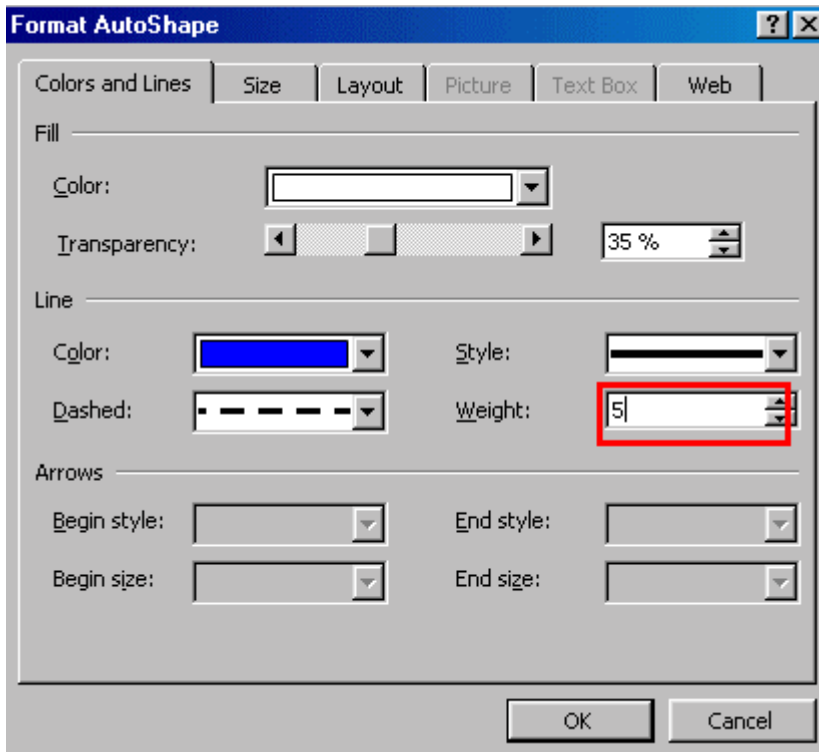 Format AutoShape
Colors and Lines Size Layout Picture Text Box Web
Fill
Color:
Transparency: 35 %
Line
Color: Style:
Dashed: Weight: 5
Arrows
Begin style: End style:
Begin size: End size:
OK Cancel